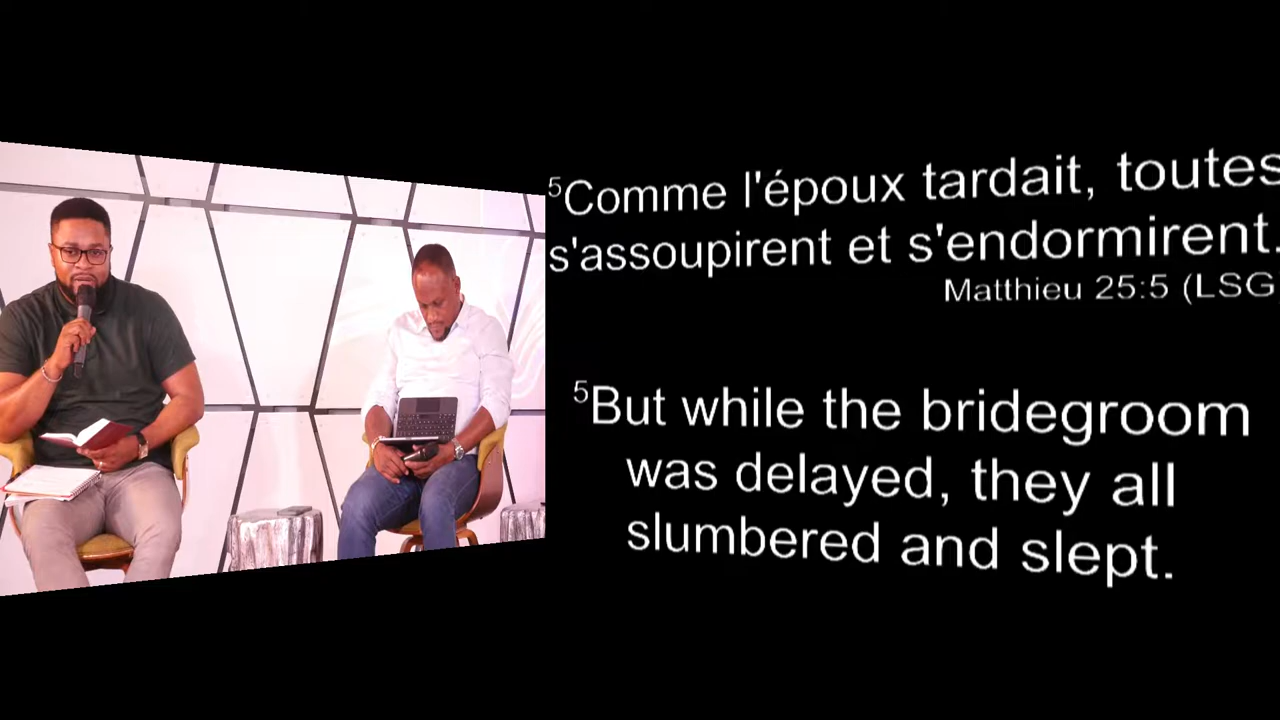 ⁵Comme l'époux tardait, toutes
s'assoupirent et s'endormirent.
Matthieu 25:5 (LSG
⁵But while the bridegroom
was delayed, they all
slumbered and slept.